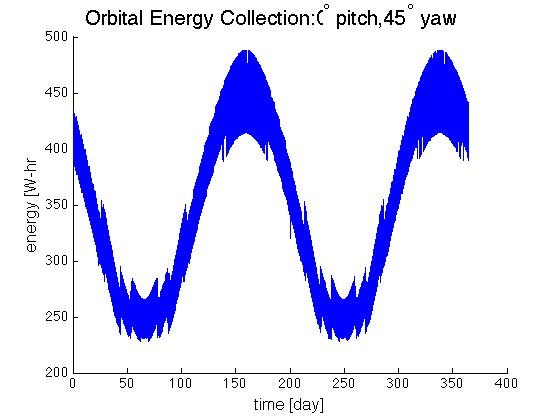 Orbital Energy Collection:0° pitch,45° yaw
500
450
400
350
300
250
200
energy [W-hr]
0 50 100 150 200 250 300 350 400
time [day]